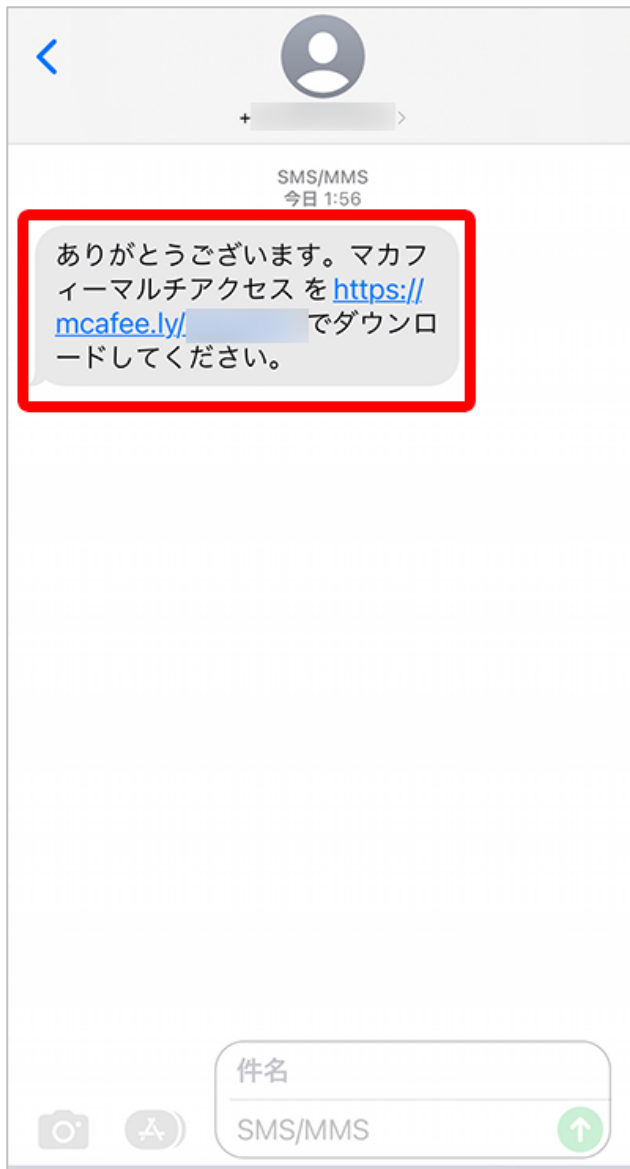 +
SMS/MMS
今日 1:56
ありがとうございます。マカフ
ィーマルチアクセス を https://
mcafee.ly/ でダウンロ
ードしてください。
件名
SMS/MMS